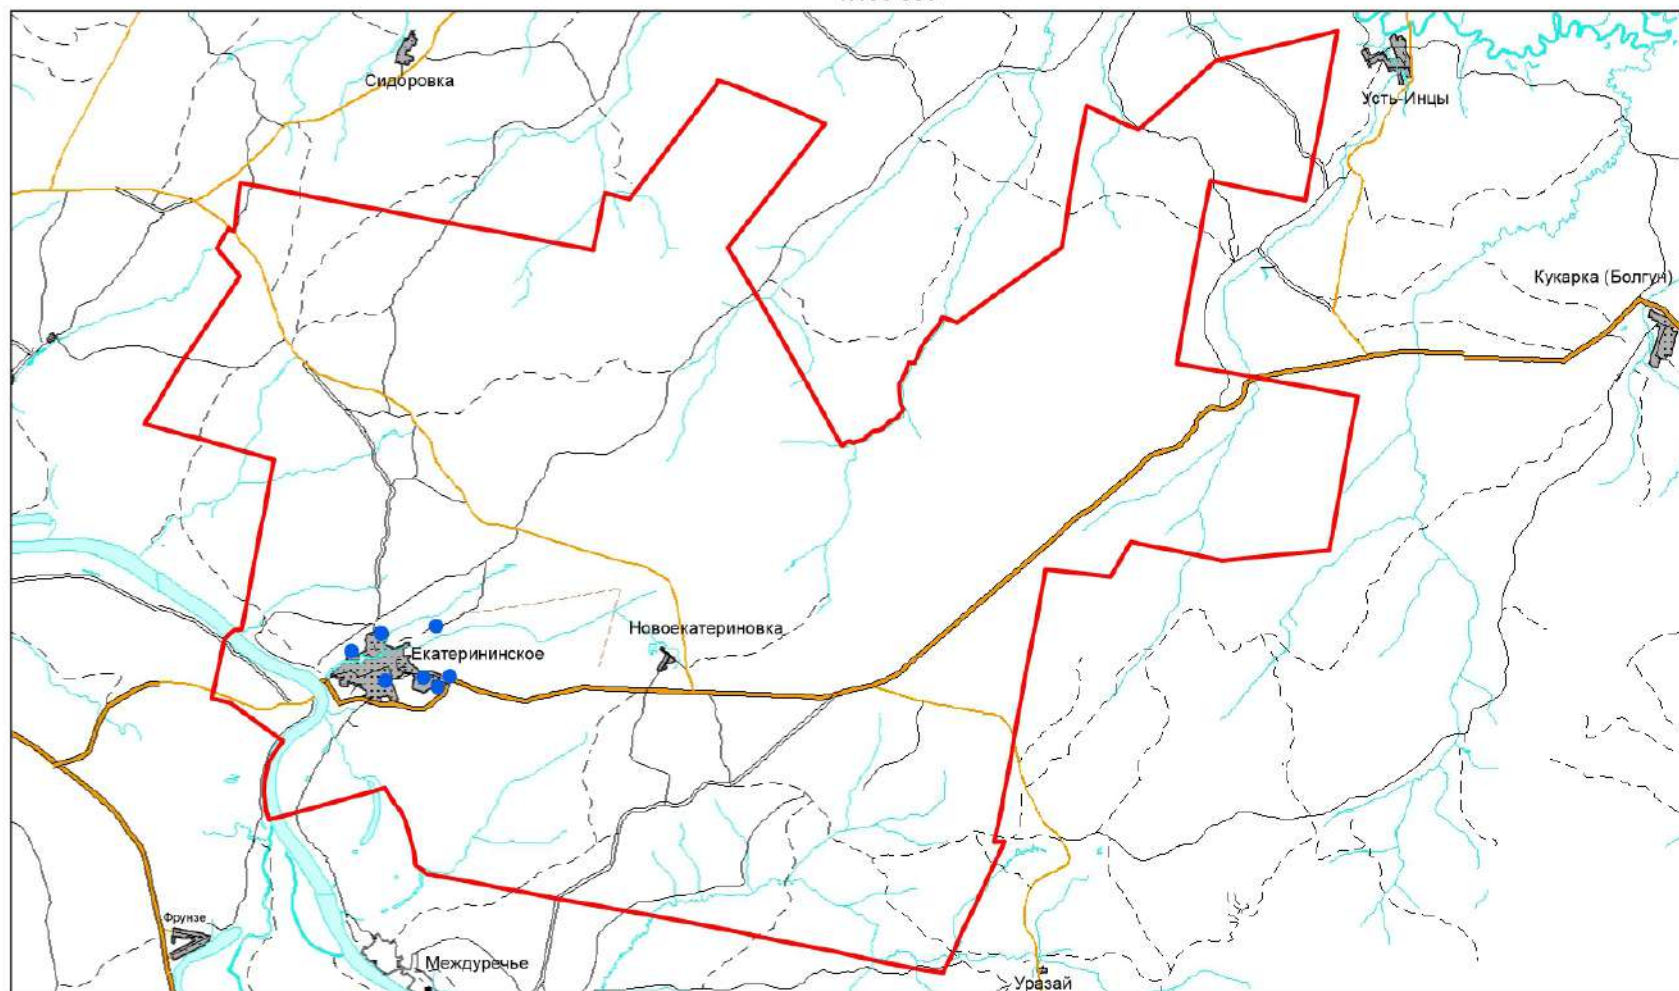 Сидоровка
Усть-Инцы
Кукарка (Болгун)
Новоекатериновка
Екатерининское
Фрунзе
Междуречье
Уразай